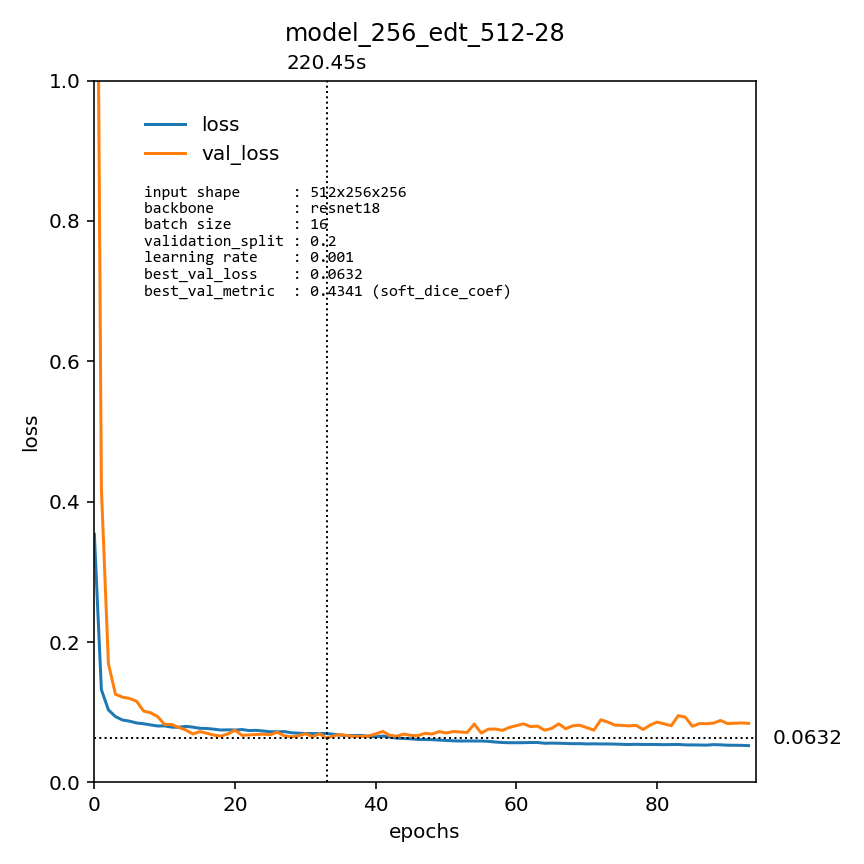 model_256_edt_512-28
220.45s
1.0
0.8
0.6
0.4
0.2
0.0
loss
loss
val_loss
input shape      : 512x256x256
backbone         : resnet18
batch size       : 16
validation_split : 0.2
learning rate    : 0.001
best_val_loss    : 0.0632
best_val_metric  : 0.4341 (soft_dice_coef)
0.0632
0 20 40 60 80
epochs